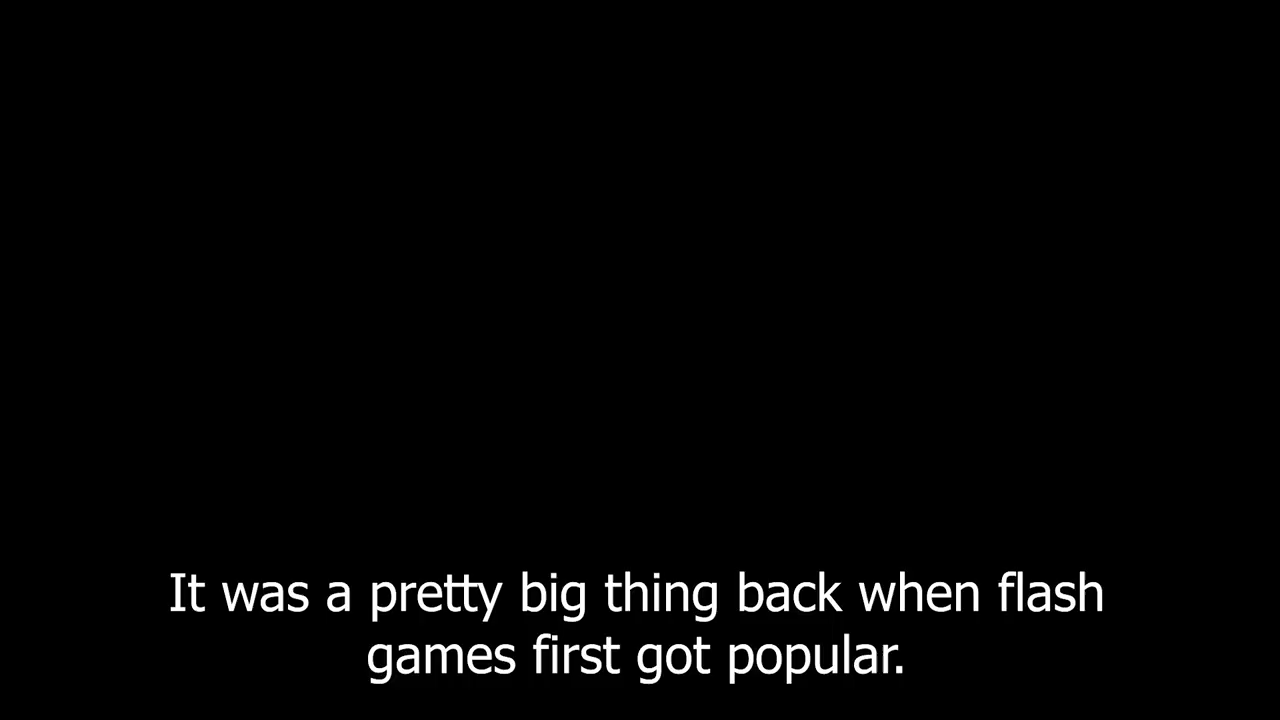 It was a pretty big thing back when flash
games first got popular.